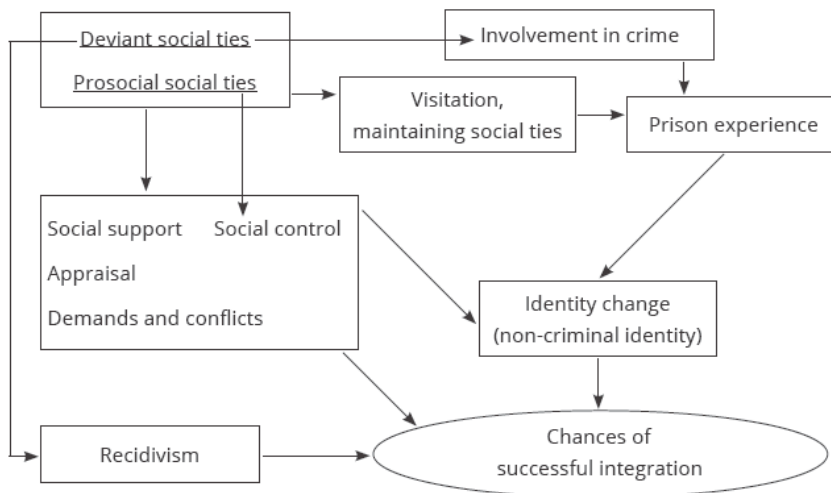 Deviant social ties
Involvement in crime
Prosocial social ties
Visitation,
maintaining social ties
Prison experience
Social support
Social control
Appraisal
Demands and conflicts
Identity change
(non-criminal identity)
Recidivism
Chances of
successful integration